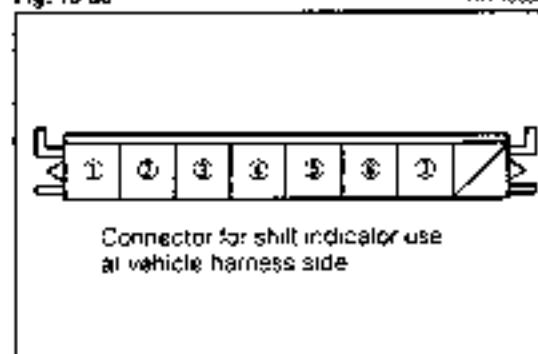 ① ② ③ ④ ⑤ ⑥ ⑦
Connector for shift indicator use
at vehicle harness side